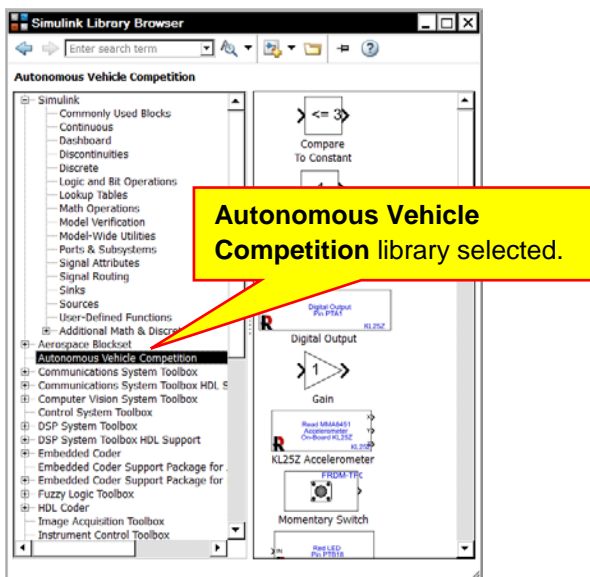 Simulink Library Browser
Enter search term
Autonomous Vehicle Competition
Simulink
Commonly Used Blocks
Continuous
Dashboard
Discontinuities
Discrete
Logic and Bit Operations
Lookup Tables
Math Operations
Model Verification
Model-Wide Utilities
Ports & Subsystems
Signal Attributes
Signal Routing
Sinks
Sources
User-Defined Functions
Additional Math & Discre
Aerospace Blockset
Autonomous Vehicle Competition
Communications System Toolbox
Communications System Toolbox HDL S
Computer Vision System Toolbox
Control System Toolbox
DSP System Toolbox
DSP System Toolbox HDL Support
Embedded Coder
Embedded Coder Support Package for
Embedded Coder Support Package for
Fuzzy Logic Toolbox
HDL Coder
Image Acquisition Toolbox
Instrument Control Toolbox
<= 3
Compare
To Constant
Autonomous Vehicle
Competition library selected.
Digital Output
Pin PTA1
KL25Z
Digital Output
1
Gain
Read MMA8451
Accelerometer
On-Board KL25Z
X
Y
KL25Z
KL25Z Accelerometer
FRDM-TFC
Momentary Switch
IN
Red LED
Pin PTB18